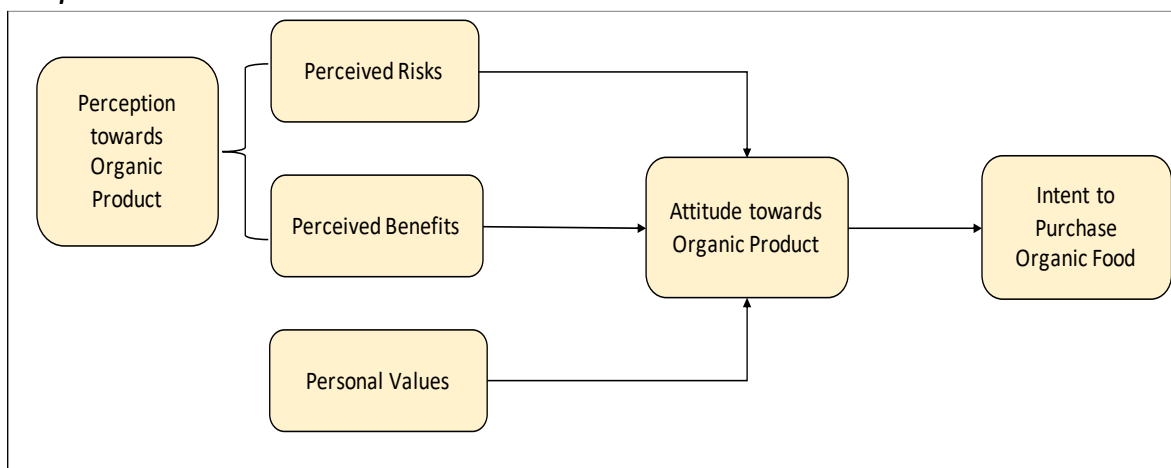 Perception
towards
Organic
Product
Perceived Risks
Perceived Benefits
Personal Values
Attitude towards
Organic Product
Intent to
Purchase
Organic Food